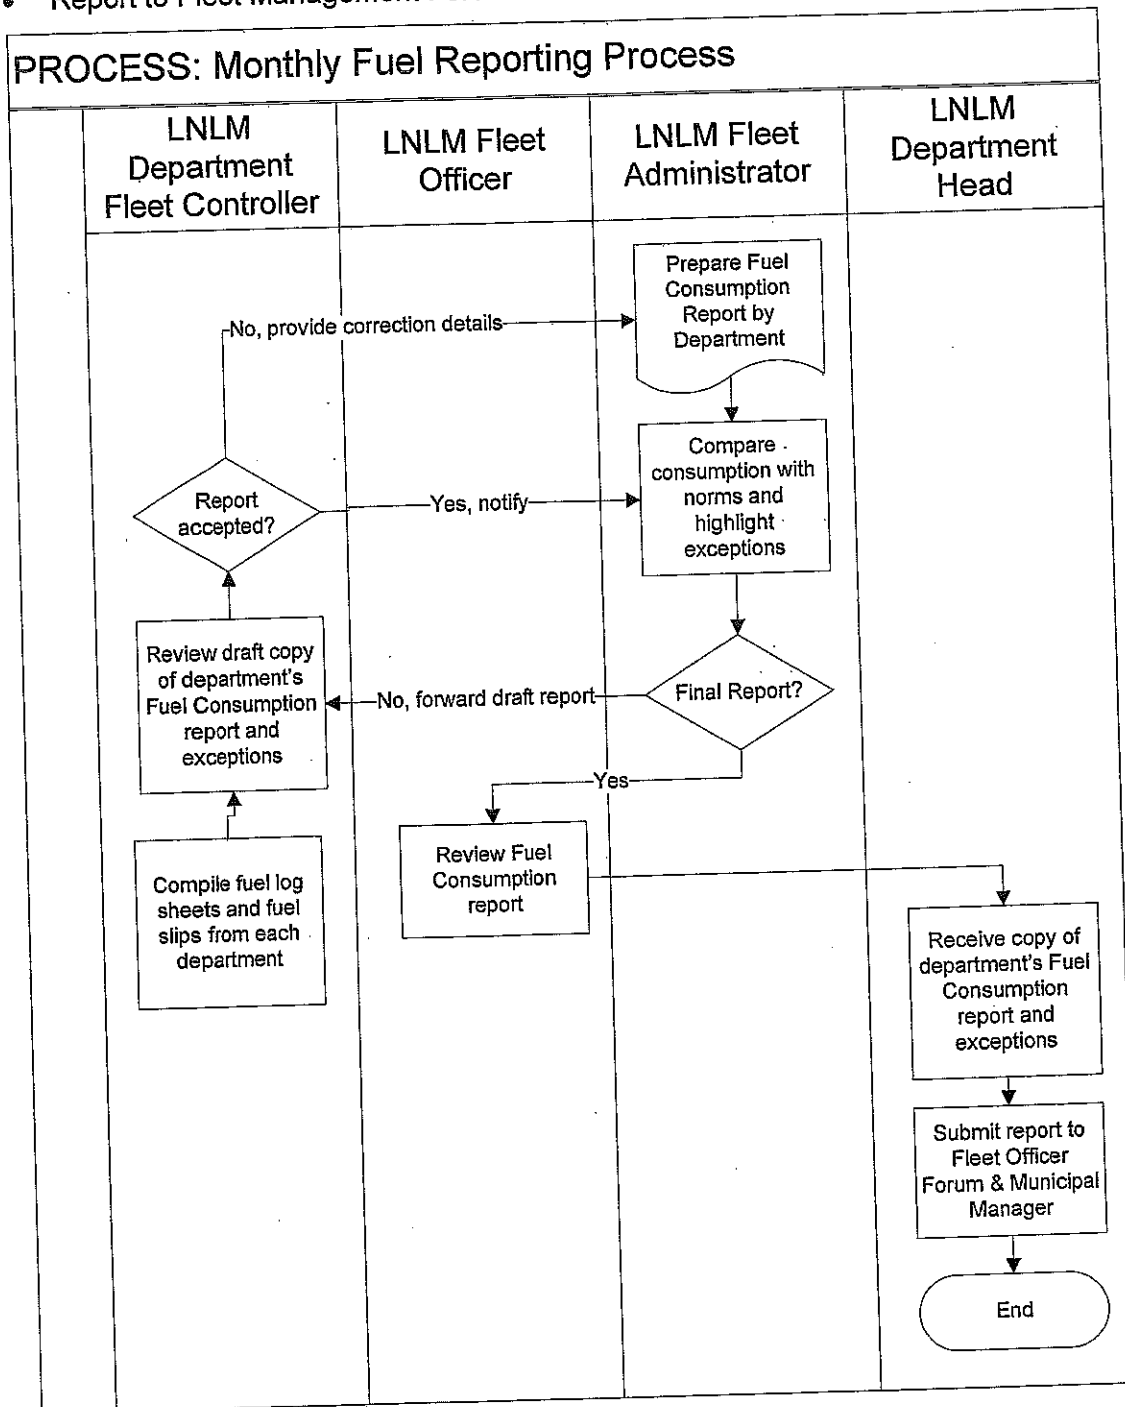 Report to Fleet Management
PROCESS: Monthly Fuel Reporting Process
LNLM
Department
Fleet Controller
LNLM Fleet
Officer
LNLM Fleet
Administrator
LNLM
Department
Head
Prepare Fuel
Consumption
Report by
Department
No, provide correction details
Compare
consumption with
norms and
highlight
exceptions
Report
accepted?
Yes, notify
Review draft copy
of department's
Fuel Consumption
report and
exceptions
No, forward draft report
Final Report?
Yes
Compile fuel log
sheets and fuel
slips from each
department
Review Fuel
Consumption
report
Receive copy of
department's Fuel
Consumption
report and
exceptions
Submit report to
Fleet Officer
Forum & Municipal
Manager
End